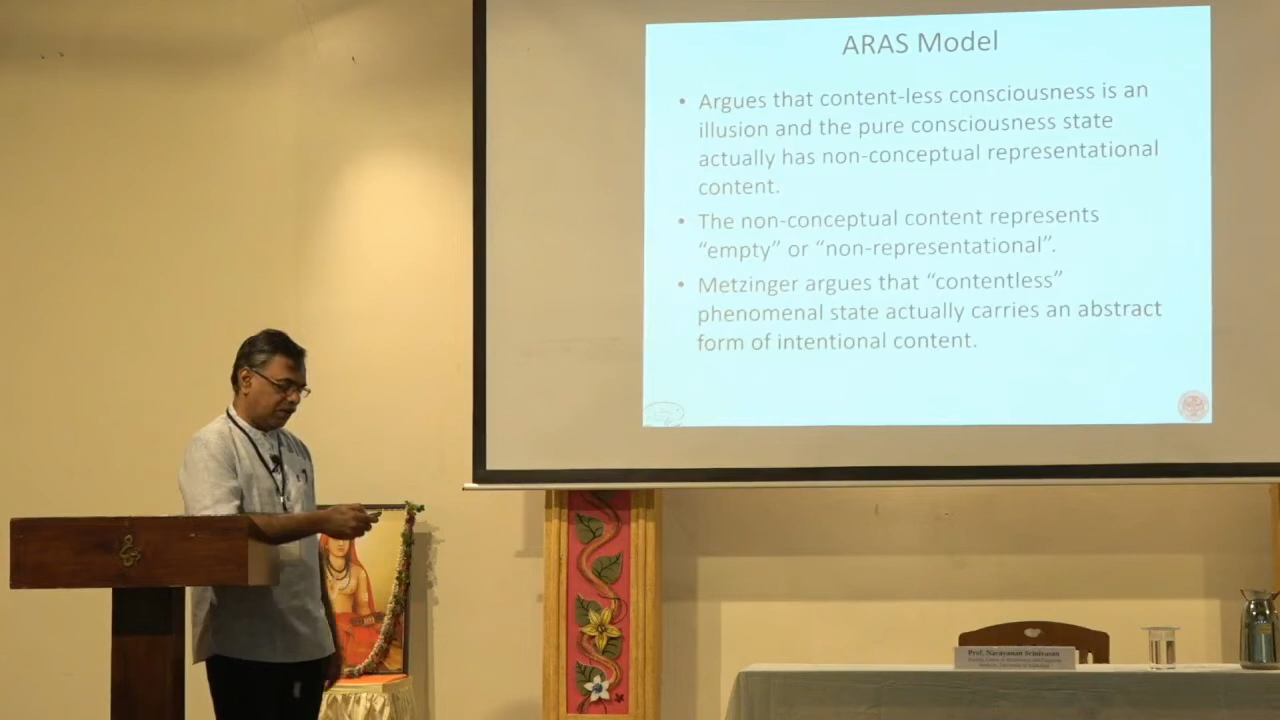 ARAS Model
• Argues that content-less consciousness is an
illusion and the pure consciousness state
actually has non-conceptual representational
content.
• The non-conceptual content represents
“empty” or “non-representational”.
• Metzinger argues that “contentless”
phenomenal state actually carries an abstract
form of intentional content.
Prof. Narayanan Srinivasan